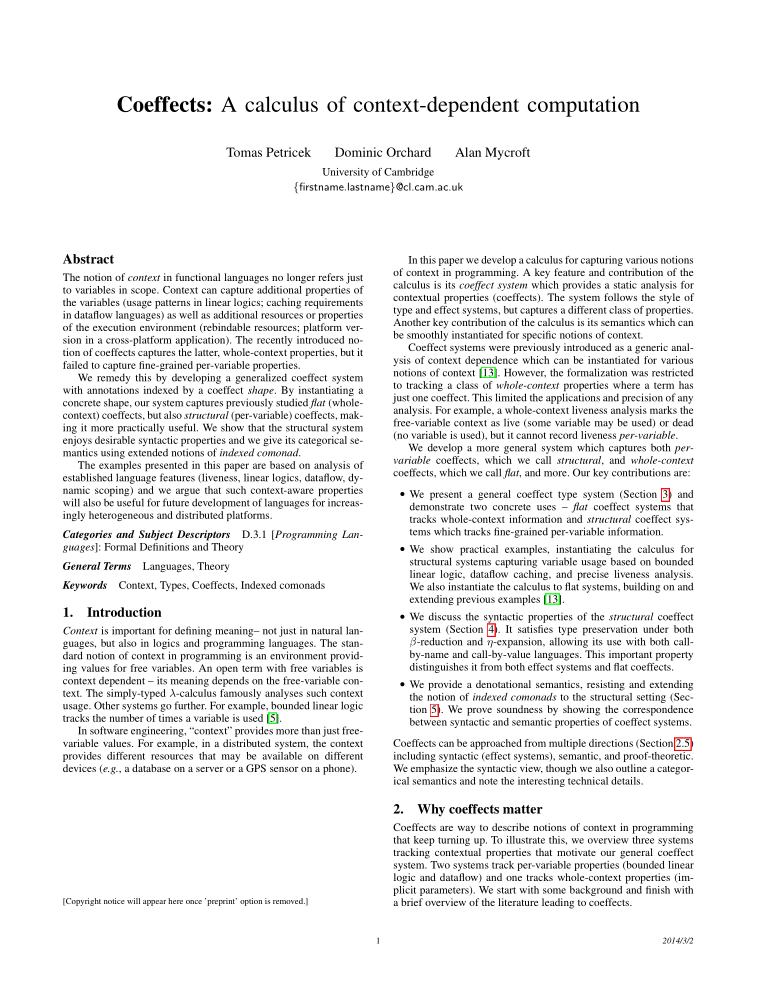 Coeffects: A calculus of context-dependent computation
Tomas Petricek Dominic Orchard Alan Mycroft
University of Cambridge
{firstname.lastname}@cl.cam.ac.uk
Abstract
The notion of context in functional languages no longer refers just
to variables in scope. Context can capture additional properties of
the variables (usage patterns in linear logics; caching requirements
in dataflow languages) as well as additional resources or properties
of the execution environment (rebindable resources; platform ver-
sion in a cross-platform application). The recently introduced no-
tion of coeffects captures the latter, whole-context properties, but it
failed to capture fine-grained per-variable properties.
We remedy this by developing a generalized coeffect system
with annotations indexed by a coeffect shape. By instantiating a
concrete shape, our system captures previously studied flat (whole-
context) coeffects, but also structural (per-variable) coeffects, mak-
ing it more practically useful. We show that the structural system
enjoys desirable syntactic properties and we give its categorical se-
mantics using extended notions of indexed comonad.
The examples presented in this paper are based on analysis of
established language features (liveness, linear logics, dataflow, dy-
namic scoping) and we argue that such context-aware properties
will also be useful for future development of languages for increas-
ingly heterogeneous and distributed platforms.
Categories and Subject Descriptors D.3.1 [Programming Lan-
guages]: Formal Definitions and Theory
General Terms Languages, Theory
Keywords Context, Types, Coeffects, Indexed comonads
1. Introduction
Context is important for defining meaning– not just in natural lan-
guages, but also in logics and programming languages. The stan-
dard notion of context in programming is an environment provid-
ing values for free variables. An open term with free variables is
context dependent – its meaning depends on the free-variable con-
text. The simply-typed λ-calculus famously analyses such context
usage. Other systems go further. For example, bounded linear logic
tracks the number of times a variable is used [5].
In software engineering, “context” provides more than just free-
variable values. For example, in a distributed system, the context
provides different resources that may be available on different
devices (e.g., a database on a server or a GPS sensor on a phone).
[Copyright notice will appear here once 'preprint' option is removed.]
In this paper we develop a calculus for capturing various notions
of context in programming. A key feature and contribution of the
calculus is its coeffect system which provides a static analysis for
contextual properties (coeffects). The system follows the style of
type and effect systems, but captures a different class of properties.
Another key contribution of the calculus is its semantics which can
be smoothly instantiated for specific notions of context.
Coeffect systems were previously introduced as a generic anal-
ysis of context dependence which can be instantiated for various
notions of context [13]. However, the formalization was restricted
to tracking a class of whole-context properties where a term has
just one coeffect. This limited the applications and precision of any
analysis. For example, a whole-context liveness analysis marks the
free-variable context as live (some variable may be used) or dead
(no variable is used), but it cannot record liveness per-variable.
We develop a more general system which captures both per-
variable coeffects, which we call structural, and whole-context
coeffects, which we call flat, and more. Our key contributions are:
• We present a general coeffect type system (Section 3) and
demonstrate two concrete uses – flat coeffect systems that
tracks whole-context information and structural coeffect sys-
tems which tracks fine-grained per-variable information.
• We show practical examples, instantiating the calculus for
structural systems capturing variable usage based on bounded
linear logic, dataflow caching, and precise liveness analysis.
We also instantiate the calculus to flat systems, building on and
extending previous examples [13].
• We discuss the syntactic properties of the structural coeffect
system (Section 4). It satisfies type preservation under both
β-reduction and η-expansion, allowing its use with both call-
by-name and call-by-value languages. This important property
distinguishes it from both effect systems and flat coeffects.
• We provide a denotational semantics, resisting and extending
the notion of indexed comonads to the structural setting (Sec-
tion 5). We prove soundness by showing the correspondence
between syntactic and semantic properties of coeffect systems.
Coeffects can be approached from multiple directions (Section 2.5)
including syntactic (effect systems), semantic, and proof-theoretic.
We emphasize the syntactic view, though we also outline a categor-
ical semantics and note the interesting technical details.
2. Why coeffects matter
Coeffects are way to describe notions of context in programming
that keep turning up. To illustrate this, we overview three systems
tracking contextual properties that motivate our general coeffect
system. Two systems track per-variable properties (bounded linear
logic and dataflow) and one tracks whole-context properties (im-
plicit parameters). We start with some background and finish with
a brief overview of the literature leading to coeffects.
1
2014/3/2